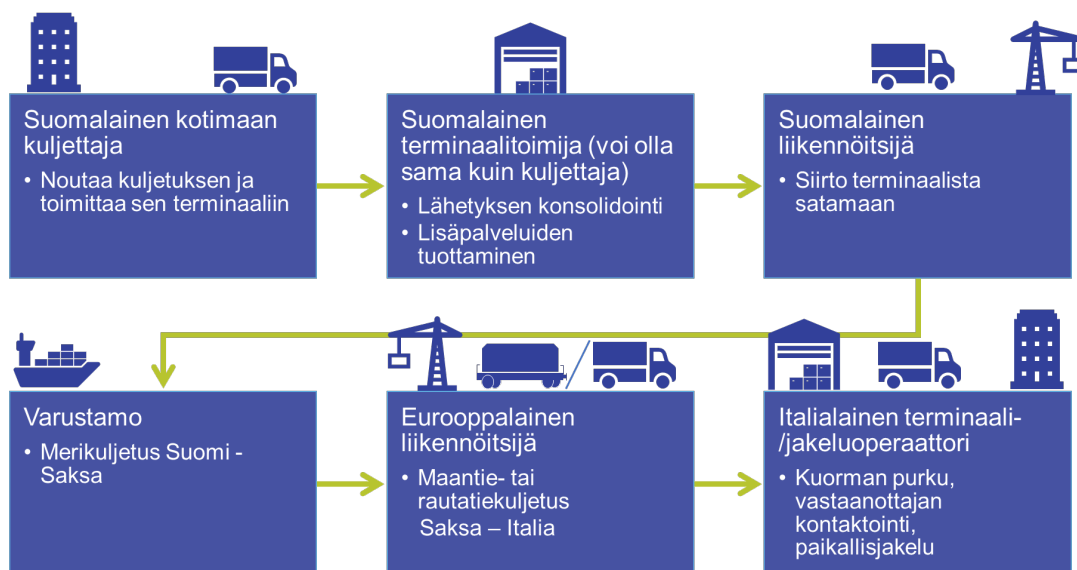 Suomalainen kotimaan
kuljettaja
• Noutaa kuljetuksen ja
toimittaa sen terminaaliin
Suomalainen
terminaalitoimija (voi olla
sama kuin kuljettaja)
• Lähetyksen konsolidointi
• Lisäpalveluiden
tuottaminen
Suomalainen
liikennöitsijä
• Siirto terminaalista
satamaan
Varustamo
• Merikuljetus Suomi -
Saksa
Eurooppalainen
liikennöitsijä
• Maantie- tai
rautatiekuljetus
Saksa – Italia
Italialainen terminaali-
/jakeluoperaattori
• Kuorman purku,
vastaanottajan
kontaktointi,
paikallisjakelu